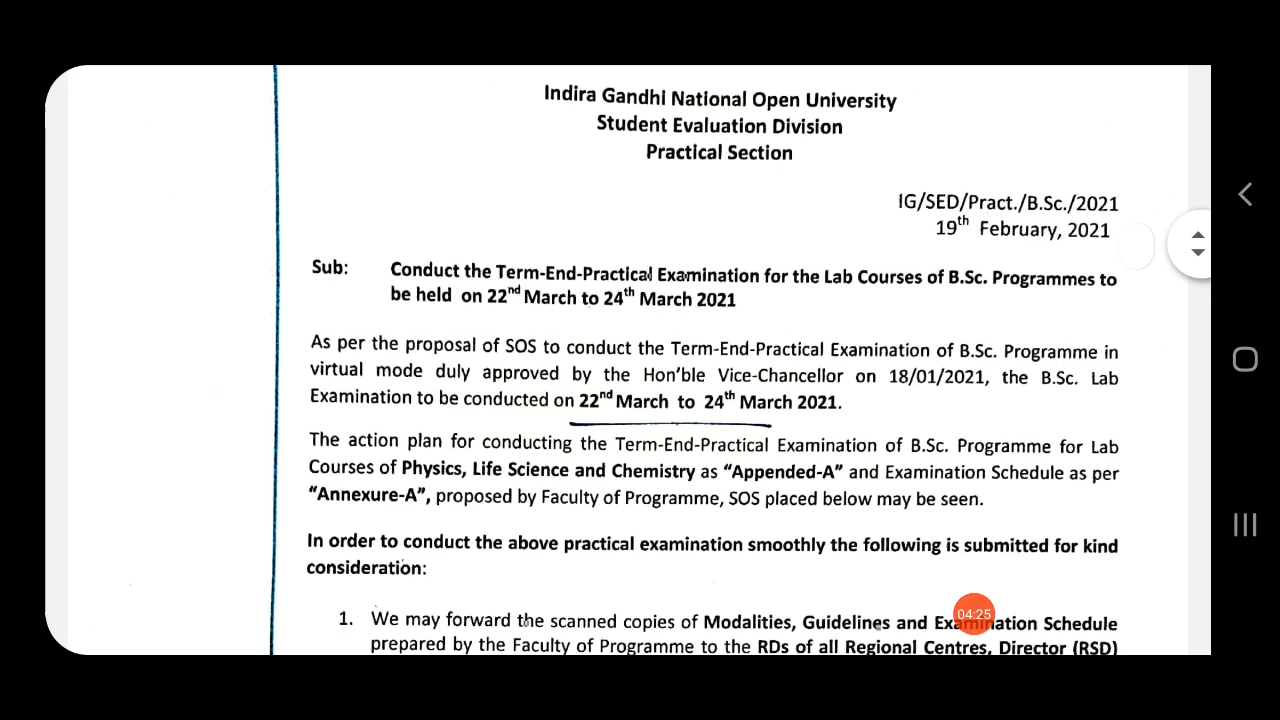 Indira Gandhi National Open University
Student Evaluation Division
Practical Section
IG/SED/Pract./B.Sc./2021
19th February, 2021
Sub: Conduct the Term-End-Practical Examination for the Lab Courses of B.Sc. Programmes to
be held on 22nd March to 24th March 2021
As per the proposal of SOS to conduct the Term-End-Practical Examination of B.Sc. Programme in
virtual mode duly approved by the Hon'ble Vice-Chancellor on 18/01/2021, the B.Sc. Lab
Examination to be conducted on 22nd March to 24th March 2021.
The action plan for conducting the Term-End-Practical Examination of B.Sc. Programme for Lab
Courses of Physics, Life Science and Chemistry as "Appended-A" and Examination Schedule as per
"Annexure-A", proposed by Faculty of Programme, SOS placed below may be seen.
In order to conduct the above practical examination smoothly the following is submitted for kind
consideration:
1. We may forward the scanned copies of Modalities, Guidelines and Examination Schedule
prepared by the Faculty of Programme to the RDs of all Regional Centres, Director (RSD)
04:25